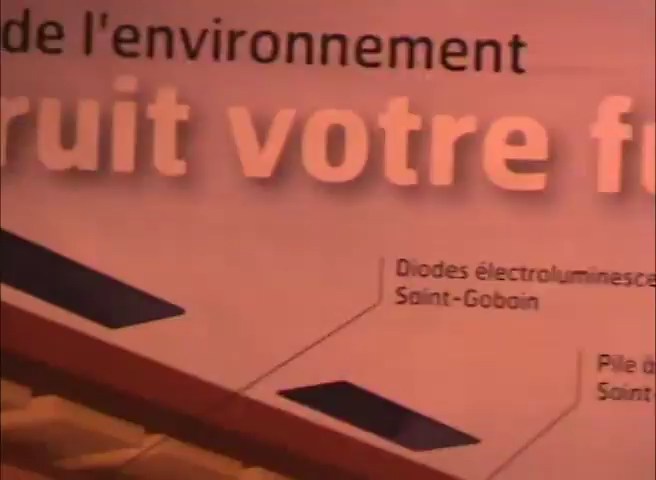 de l'environnement
ruit votre fu
Diodes électroluminesce
Saint-Gobain
Pile à
Saint-